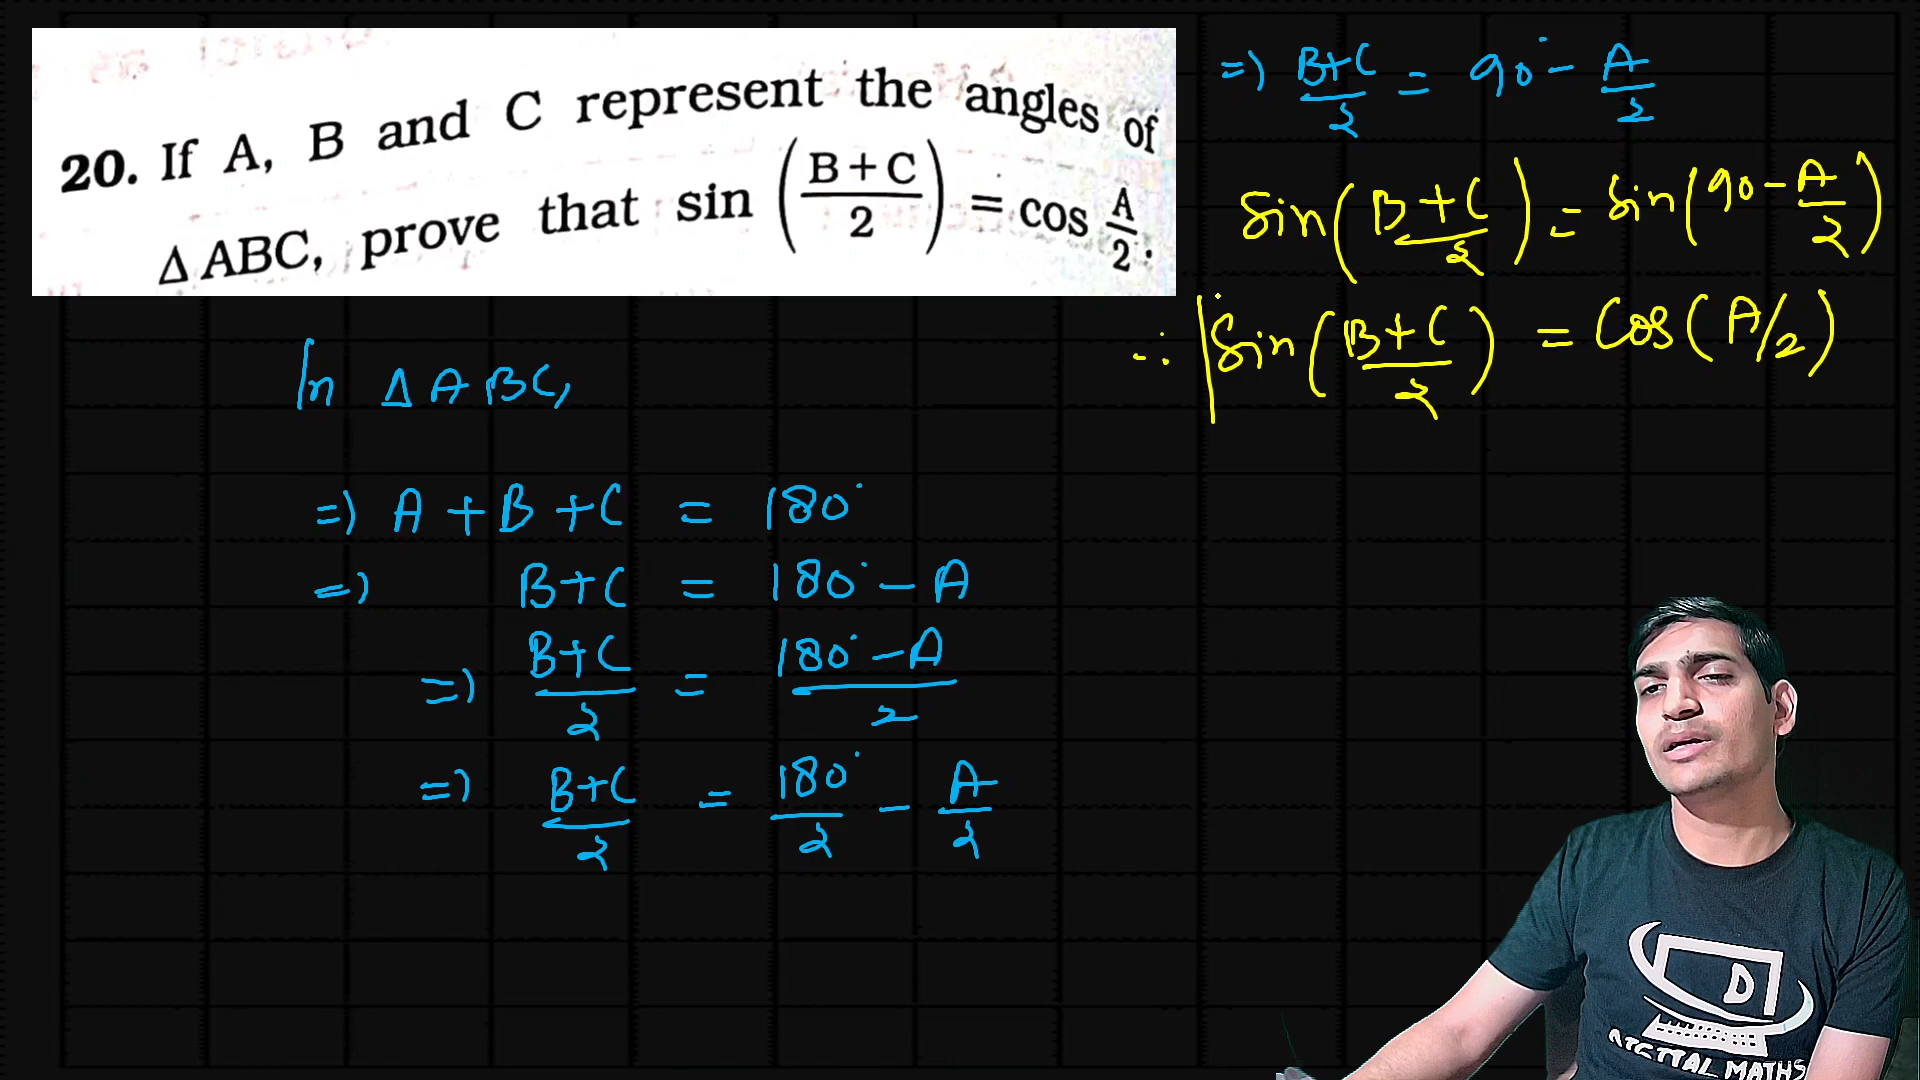 20. If A, B and C represent the angles of
Δ ABC, prove that sin (B+C/2) = cos A/2.
In Δ ABC,
=) A + B + C = 180°
=) B+C = 180° - A
=) B+C/2 = 180° - A/2
=) B+C/2 = 180°/2 - A/2
=) B+C/2 = 90° - A/2
Sin(B+C/2) = Sin(90 - A/2)
∴ Sin(B+C/2) = Cos(A/2)
D
DIGITAL MATHS